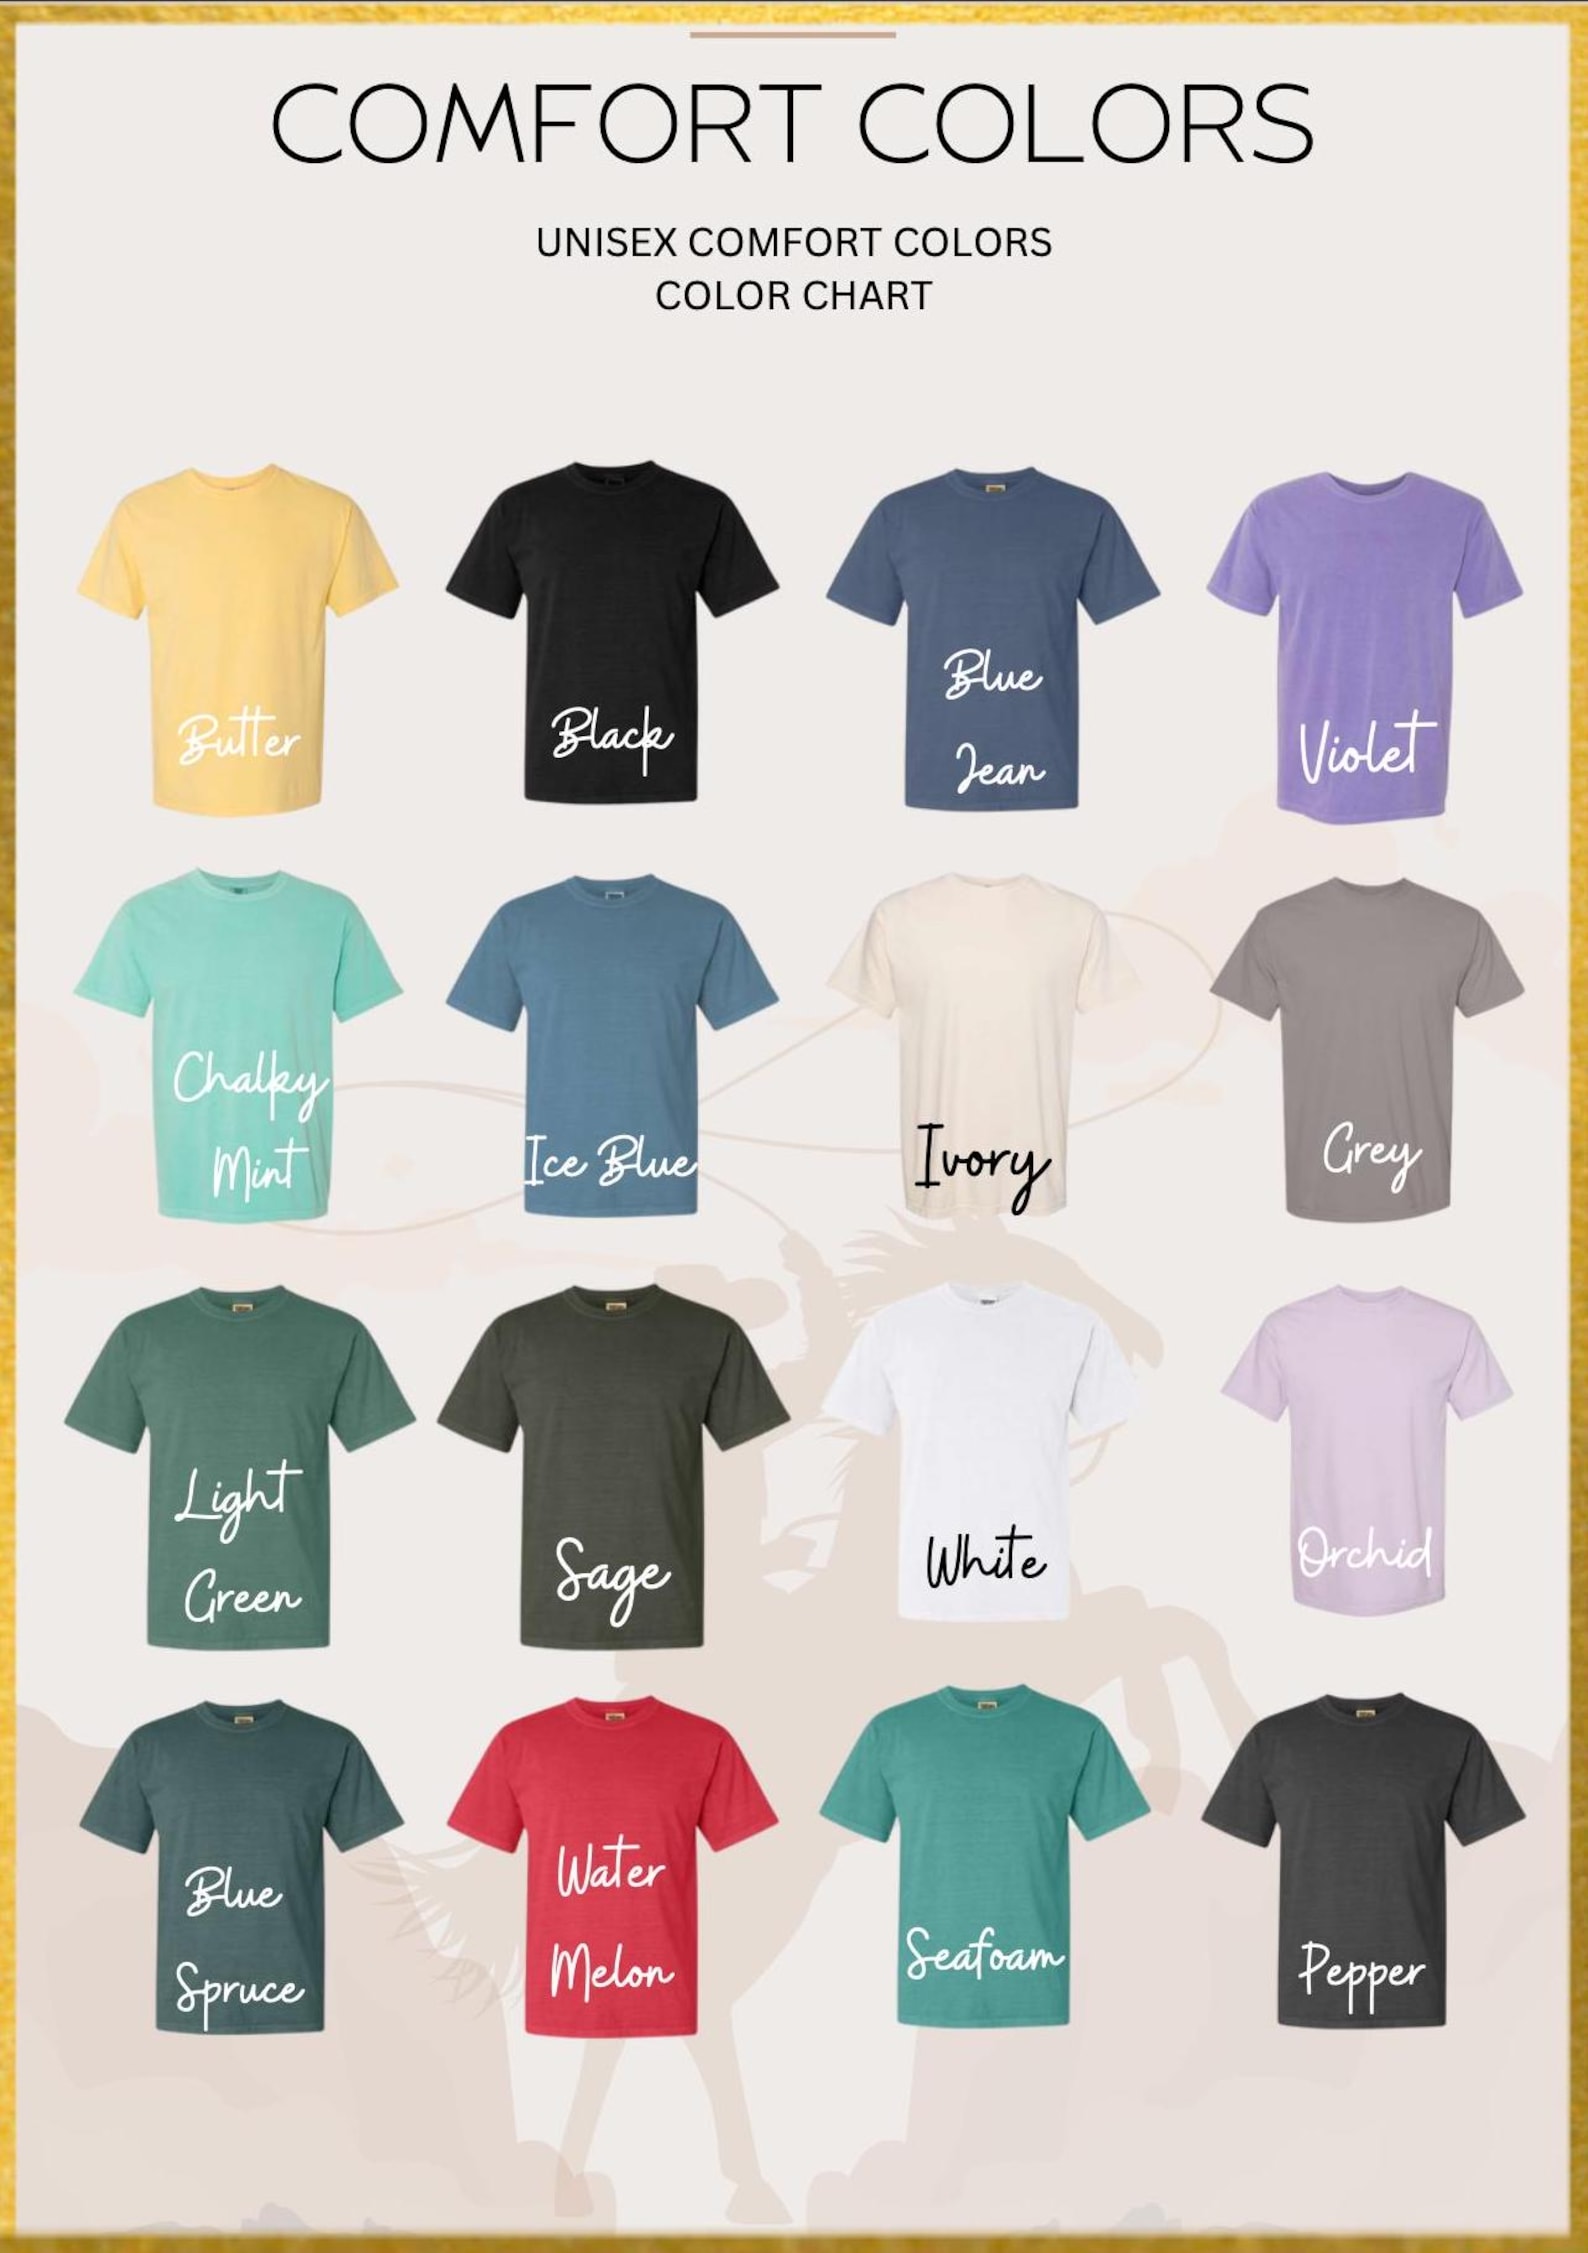 COMFORT COLORS
UNISEX COMFORT COLORS
COLOR CHART
Butter
Black
Blue
Jean
Violet
Chalky
Mint
Ice Blue
Ivory
Grey
Light
Green
Sage
White
Orchid
Blue
Spruce
Water
Melon
Seafoam
Pepper